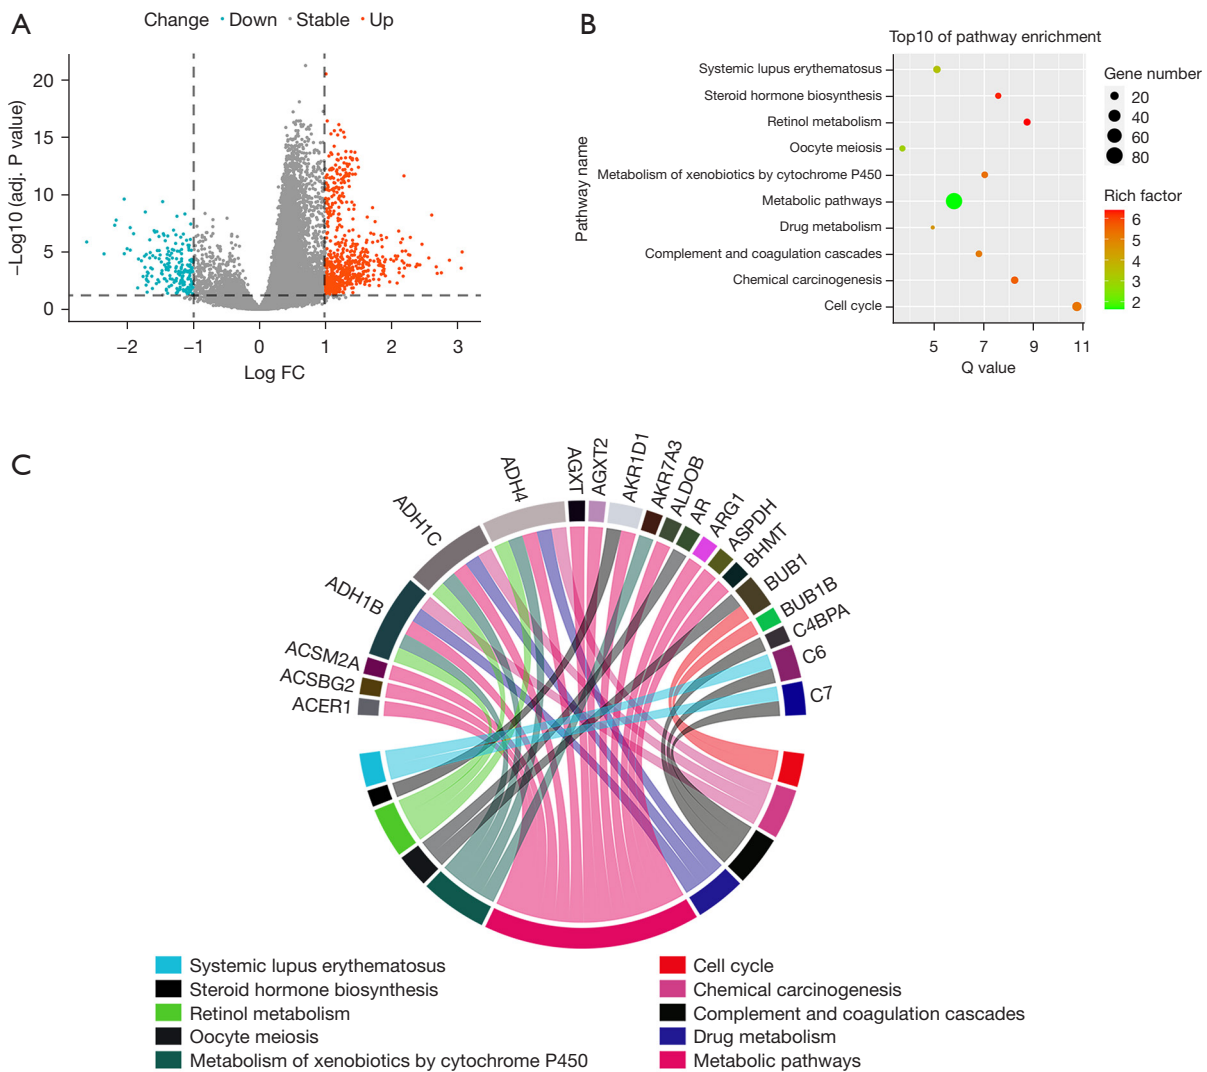 A
Change Down Stable Up
−Log10 (adj. P value)
20
15
10
5
0
−2 −1 0 1 2 3
Log FC
B
Top10 of pathway enrichment
Pathway name
Systemic lupus erythematosus
Steroid hormone biosynthesis
Retinol metabolism
Oocyte meiosis
Metabolism of xenobiotics by cytochrome P450
Metabolic pathways
Drug metabolism
Complement and coagulation cascades
Chemical carcinogenesis
Cell cycle
5 7 9 11
Q value
Gene number
20
40
60
80
Rich factor
6
5
4
3
2
C
ACER1
ACSBG2
ACSM2A
ADH1B
ADH1C
ADH4
AGXT
AGXT2
AKR1D1
AKR7A3
ALDOB
AR
ARG1
ASPDH
BHMT
BUB1
BUB1B
C4BPA
C6
C7
Systemic lupus erythematosus
Steroid hormone biosynthesis
Retinol metabolism
Oocyte meiosis
Metabolism of xenobiotics by cytochrome P450
Cell cycle
Chemical carcinogenesis
Complement and coagulation cascades
Drug metabolism
Metabolic pathways